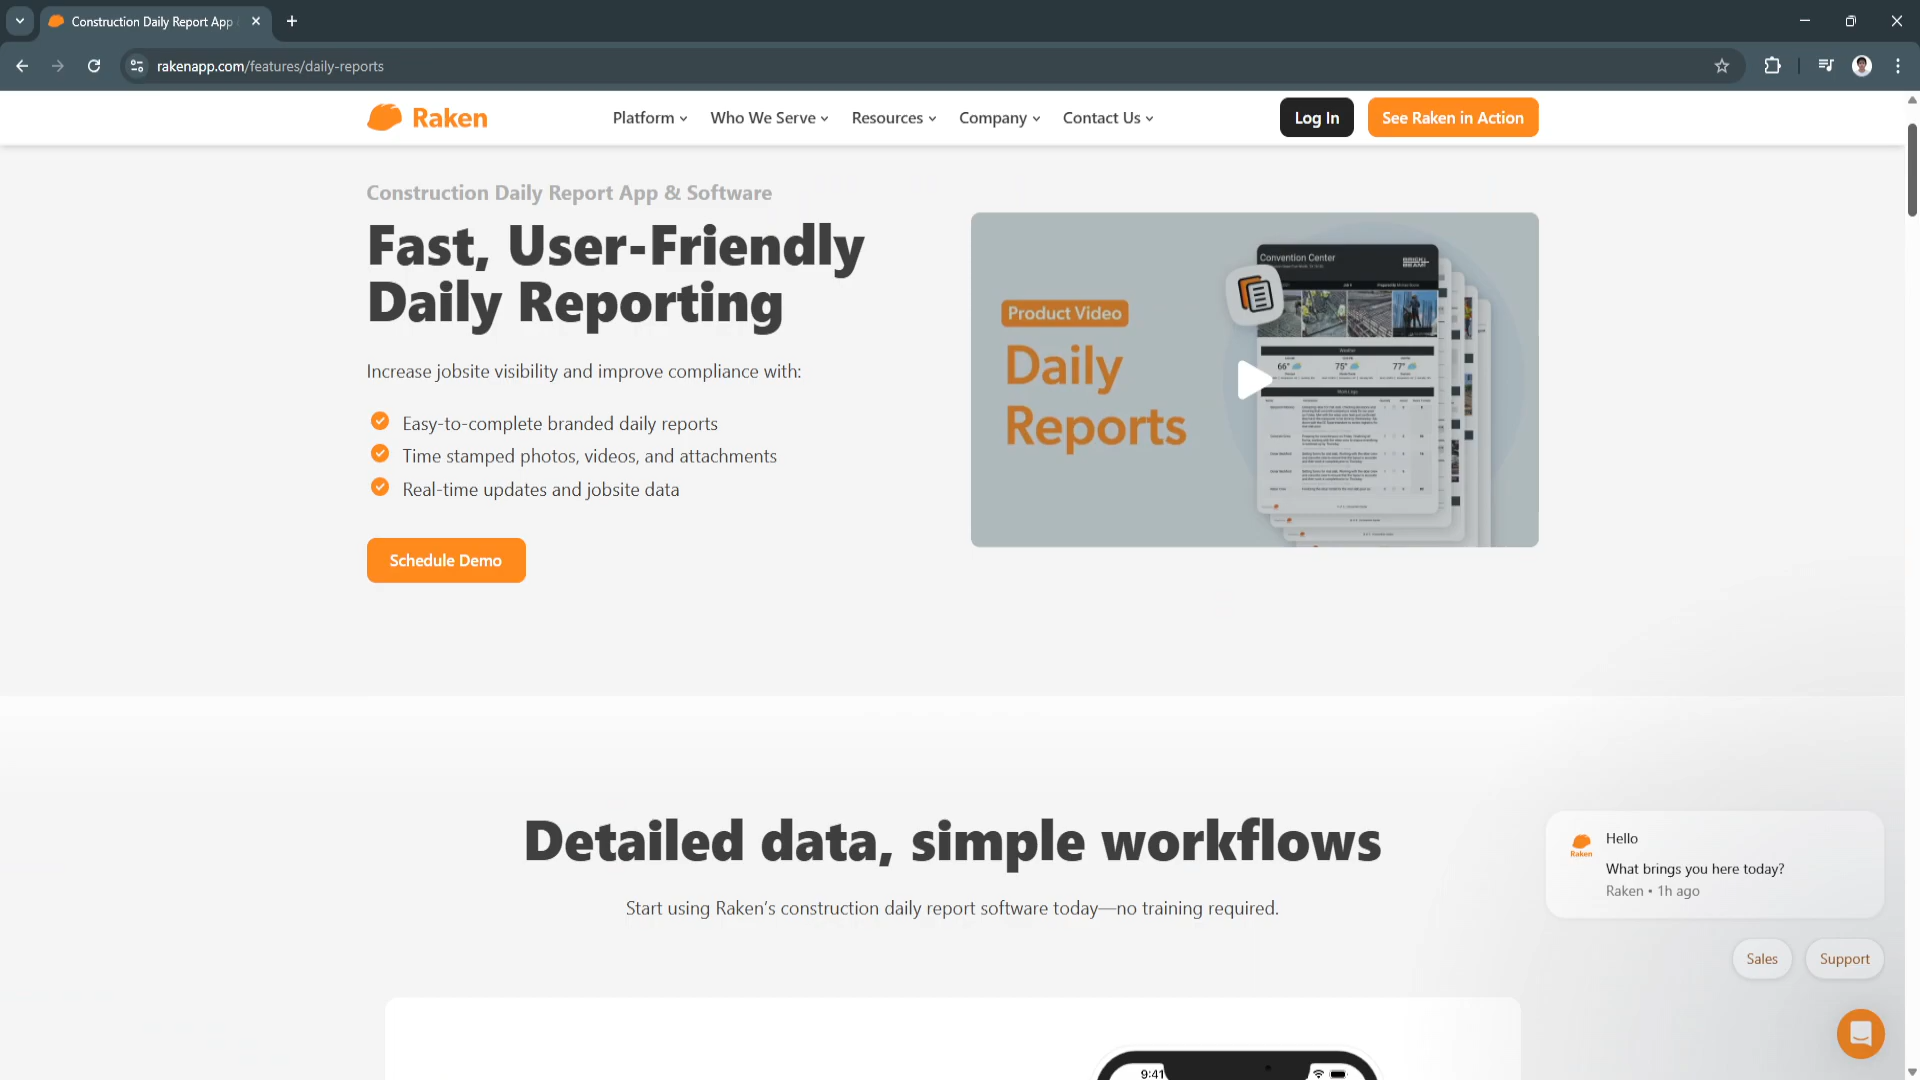 Construction Daily Report App
rakenapp.com/features/daily-reports
Raken
Platform
Who We Serve
Resources
Company
Contact Us
Log In
See Raken in Action
Construction Daily Report App & Software
Fast, User-Friendly
Daily Reporting
Increase jobsite visibility and improve compliance with:
Easy-to-complete branded daily reports
Time stamped photos, videos, and attachments
Real-time updates and jobsite data
Schedule Demo
Product Video
Daily
Reports
Convention Center
66° 75° 77°
Detailed data, simple workflows
Start using Raken's construction daily report software today—no training required.
Hello
What brings you here today?
Raken • 1h ago
Raken
Sales
Support
9:41